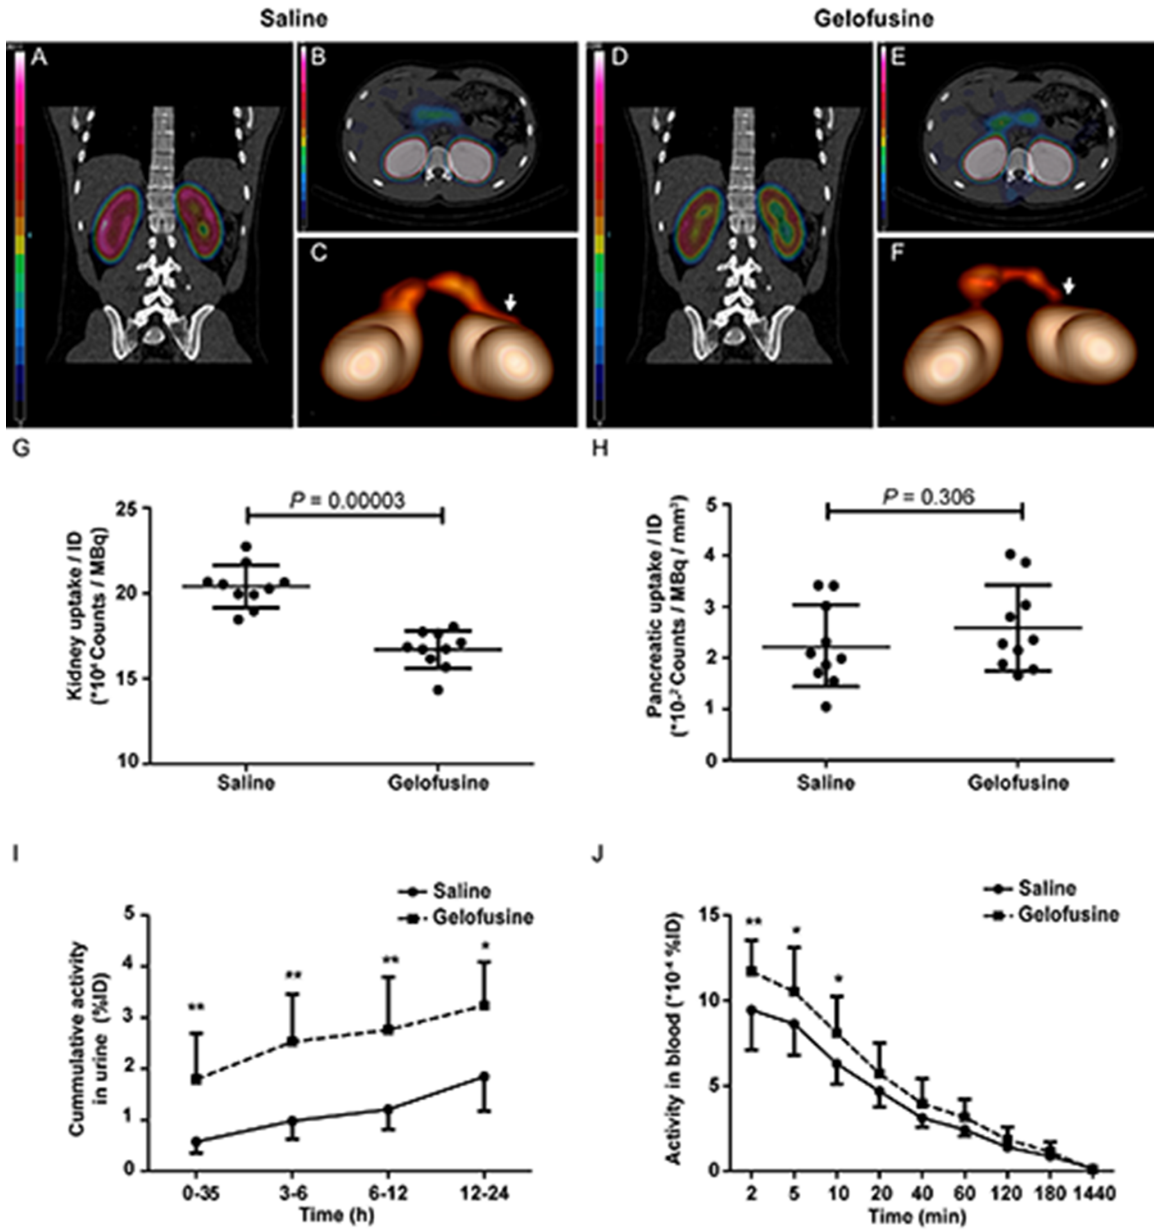 Saline
Gelofusine
A
B
C
D
E
F
G
H
Kidney uptake / ID
(*10⁴ Counts / MBq)
25
20
15
10
P = 0.00003
Saline
Gelofusine
Pancreatic uptake / ID
(*10-² Counts / MBq / mm³)
5
4
3
2
1
0
P = 0.306
Saline
Gelofusine
I
J
Saline
Gelofusine
Cummulative activity
in urine (%ID)
5
4
3
2
1
0
**
**
**
*
0-35
3-6
6-12
12-24
Time (h)
Saline
Gelofusine
Activity in blood (*10⁻⁴ %ID)
15
10
5
0
**
*
*
2
5
10
20
40
60
120
180
1440
Time (min)